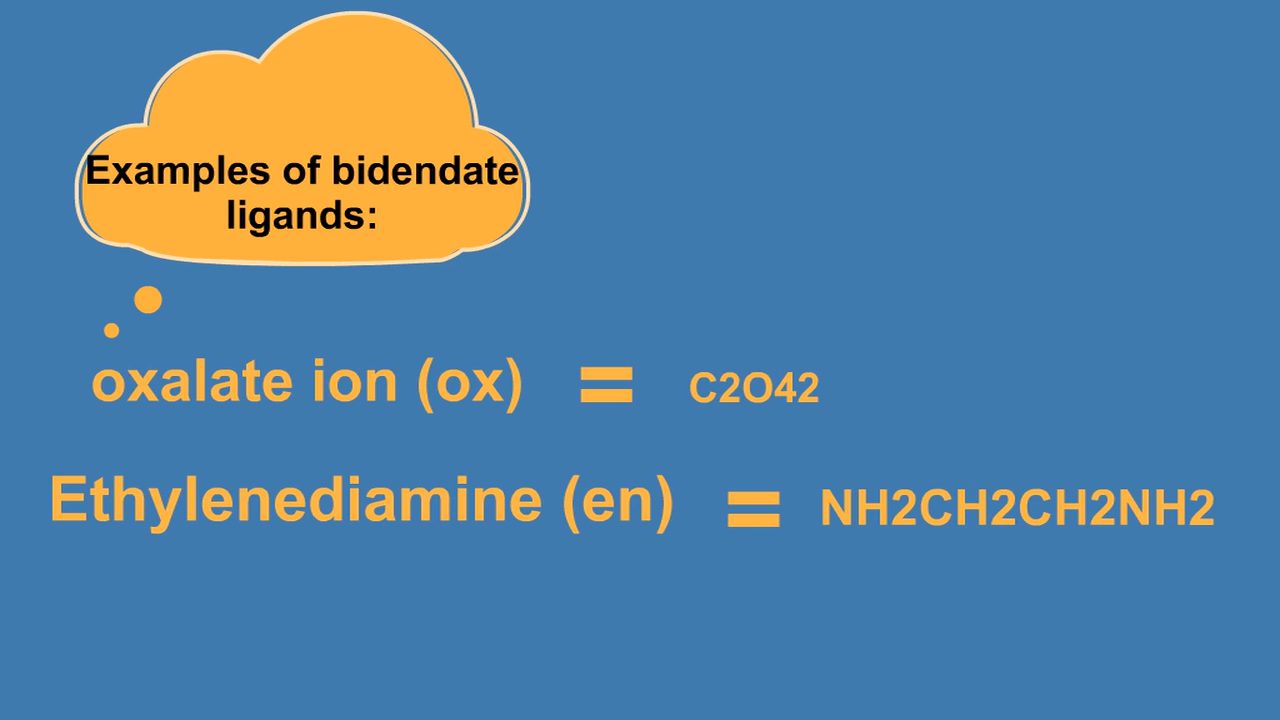 Examples of bidendate
ligands:
oxalate ion (ox) = C2O42
Ethylenediamine (en) = NH2CH2CH2NH2